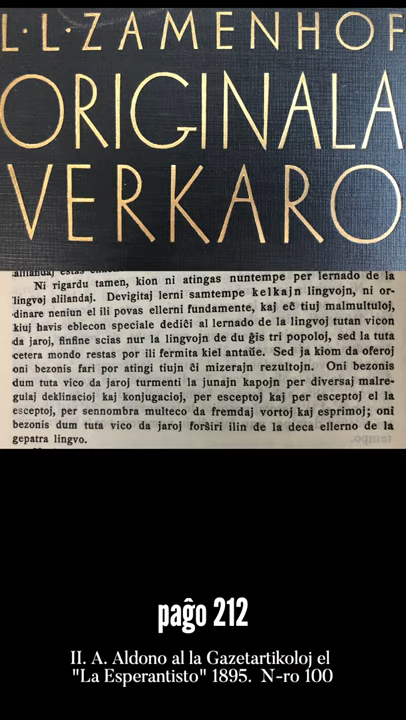 L·L·ZAMENHOF
ORIGINALA
VERKARO
alilandaj estas
Ni rigardu tamen, kion ni atingas nuntempe per lernado de la
lingvoj alilandaj. Devigitaj lerni samtempe kelkajn lingvojn, ni or-
dinare neniun el ili povas ellerni fundamente, kaj eĉ tiuj malmultuloj,
kiuj havis eblecon speciale dediĉi al lernado de la lingvoj tutan vicon
da jaroj, finfine scias nur la lingvojn de du ĝis tri popoloj, sed la tuta
cetera mondo restas por ili fermita kiel antaŭe. Sed ja kiom da oferoj
oni bezonis fari por atingi tiujn ĉi mizerajn rezultojn. Oni bezonis
dum tuta vico da jaroj turmenti la junajn kapojn per diversaj malre-
gulaj deklinacioj kaj konjugacioj, per esceptoj kaj per esceptoj el la
esceptoj, per sennombra multeco da fremdaj vortoj kaj esprimoj; oni
bezonis dum tuta vico da jaroj forŝiri ilin de la deca ellerno de la
gepatra lingvo.
paĝo 212
II. A. Aldono al la Gazetartikoloj el
"La Esperantisto" 1895. N-ro 100